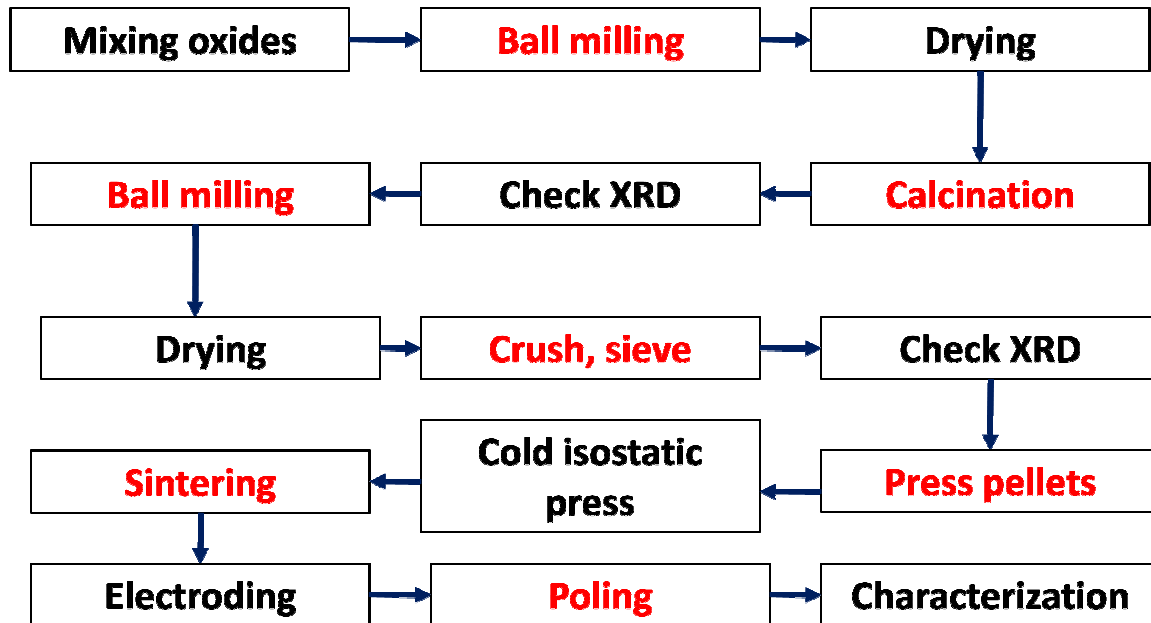 Mixing oxides
Ball milling
Drying
Ball milling
Check XRD
Calcination
Drying
Crush, sieve
Check XRD
Sintering
Cold isostatic
press
Press pellets
Electroding
Poling
Characterization